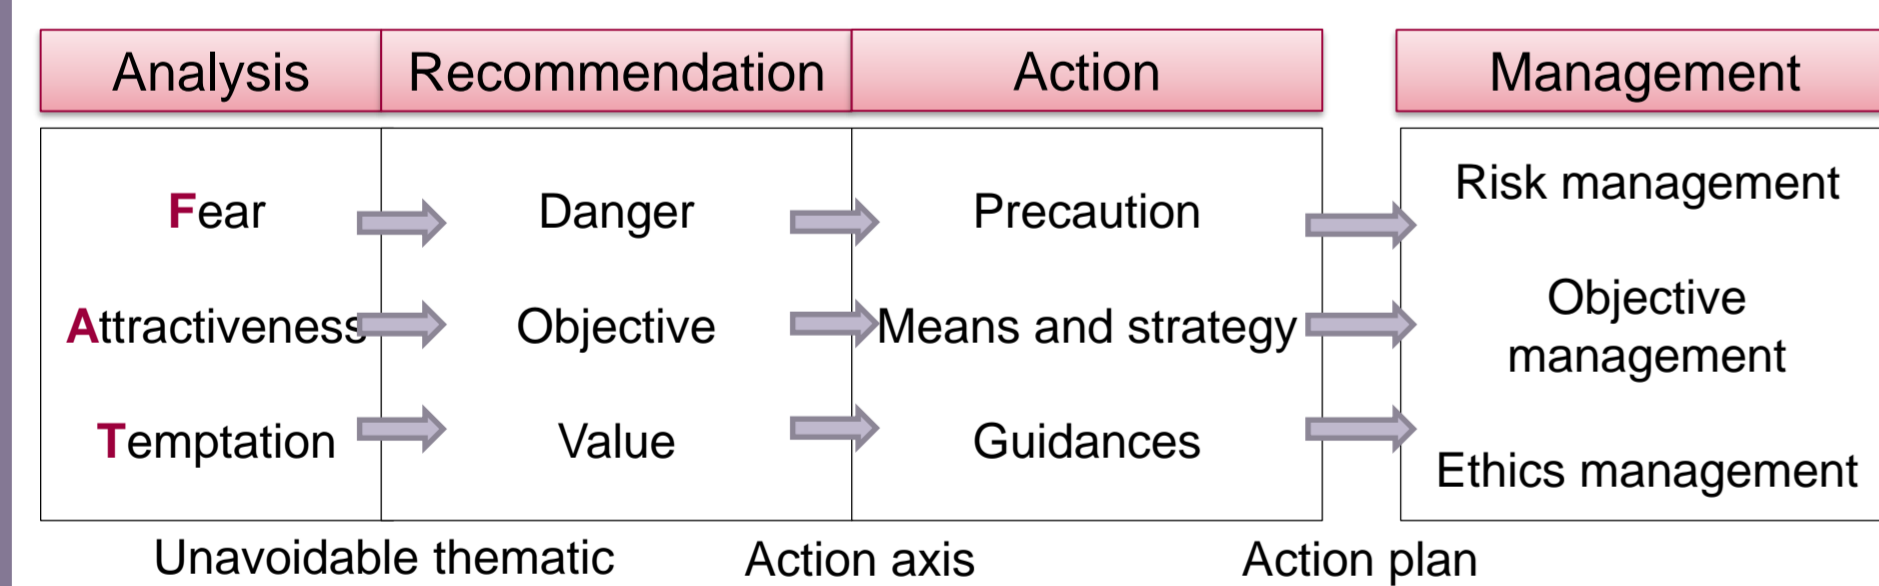 Analysis Recommendation Action Management
Fear Danger Precaution Risk management
Attractiveness Objective Means and strategy Objective
management
Temptation Value Guidances Ethics management
Unavoidable thematic Action axis Action plan